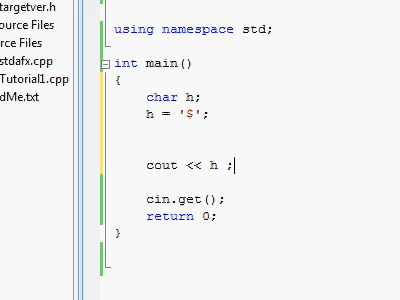 targetver.h
ource Files
rce Files
stdafx.cpp
Tutorial1.cpp
dMe.txt
using namespace std;
int main()
{
char h;
h = '$';
cout << h ;
cin.get();
return 0;
}